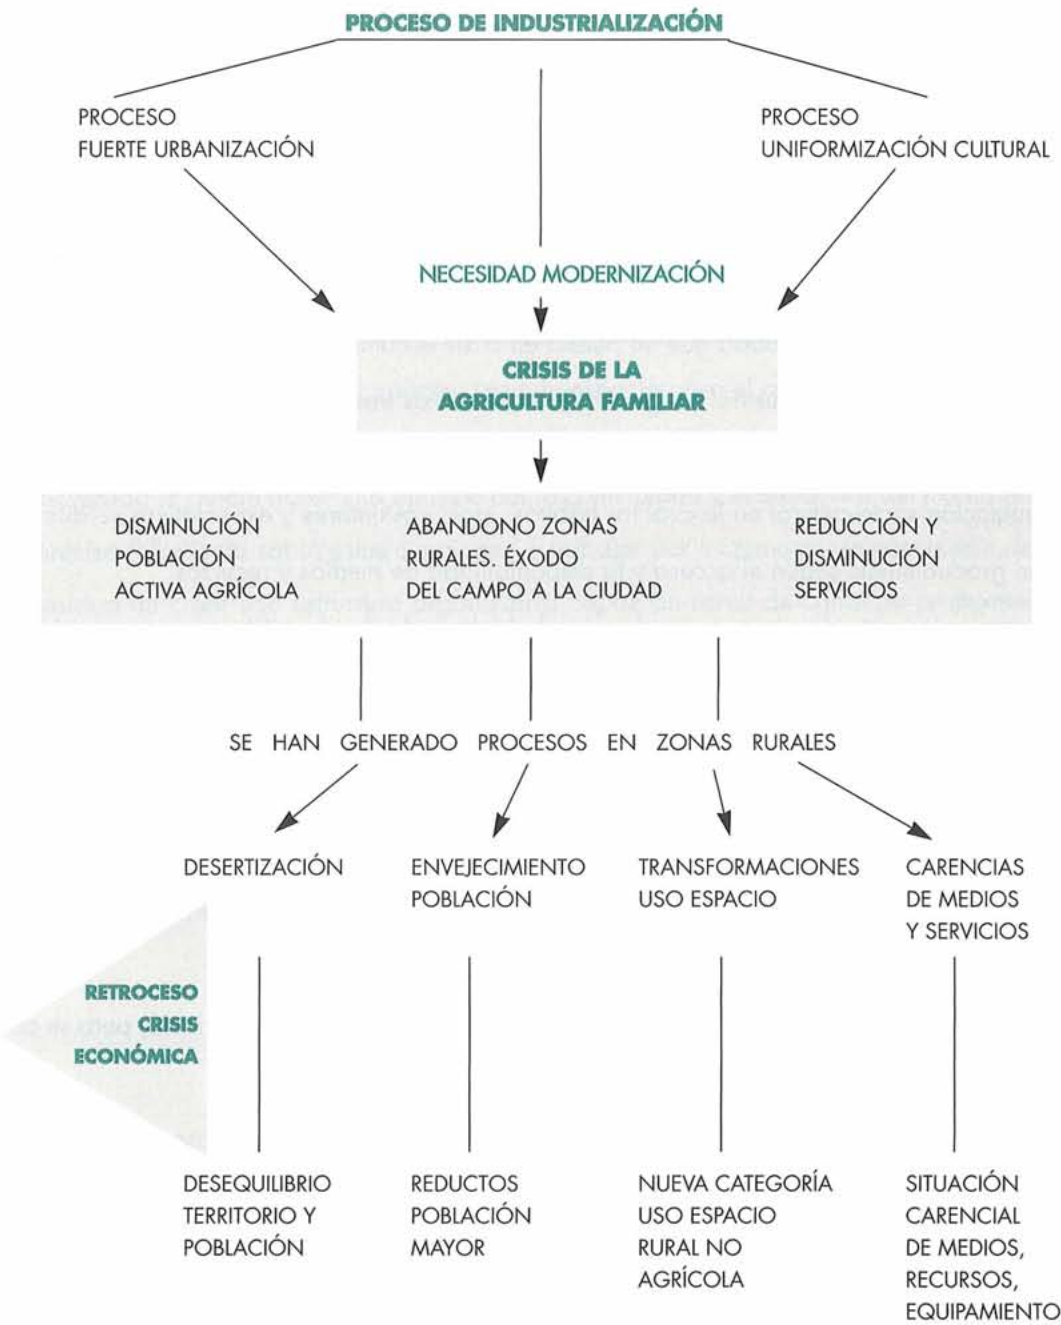 PROCESO DE INDUSTRIALIZACIÓN
PROCESO
FUERTE URBANIZACIÓN
PROCESO
UNIFORMIZACIÓN CULTURAL
NECESIDAD MODERNIZACIÓN
CRISIS DE LA
AGRICULTURA FAMILIAR
DISMINUCIÓN
POBLACIÓN
ACTIVA AGRÍCOLA
ABANDONO ZONAS
RURALES: ÉXODO
DEL CAMPO A LA CIUDAD
REDUCCIÓN Y
DISMINUCIÓN
SERVICIOS
SE HAN GENERADO PROCESOS EN ZONAS RURALES
DESERTIZACIÓN
ENVEJECIMIENTO
POBLACIÓN
TRANSFORMACIONES
USO ESPACIO
CARENCIAS
DE MEDIOS
Y SERVICIOS
RETROCESO
CRISIS
ECONÓMICA
DESEQUILIBRIO
TERRITORIO Y
POBLACIÓN
REDUCTOS
POBLACIÓN
MAYOR
NUEVA CATEGORÍA
USO ESPACIO
RURAL NO
AGRÍCOLA
SITUACIÓN
CARENCIAL
DE MEDIOS,
RECURSOS,
EQUIPAMIENTO